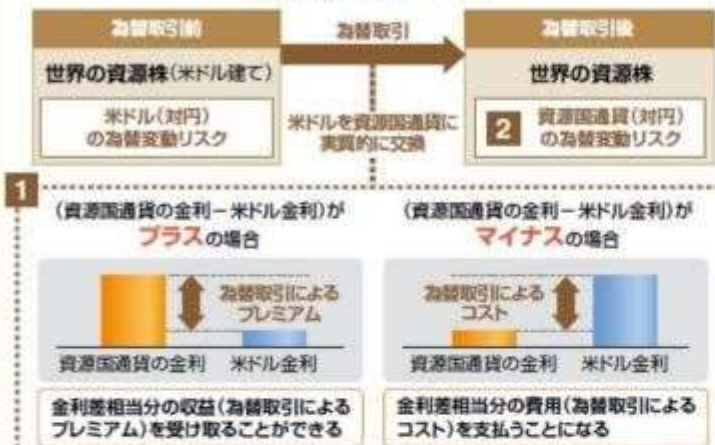 為替取引前
為替取引
為替取引後
世界の資源株(米ドル建て)
世界の資源株
米ドル(対円)
の為替変動リスク
米ドルを資源国通貨に
実質的に交換
2 資源国通貨(対円)
の為替変動リスク
1
(資源国通貨の金利－米ドル金利)が
プラスの場合
(資源国通貨の金利－米ドル金利)が
マイナスの場合
為替取引による
プレミアム
為替取引による
コスト
資源国通貨の金利 米ドル金利
資源国通貨の金利 米ドル金利
金利差相当分の収益(為替取引による
プレミアム)を受け取ることができる
金利差相当分の費用(為替取引による
コスト)を支払うことになる